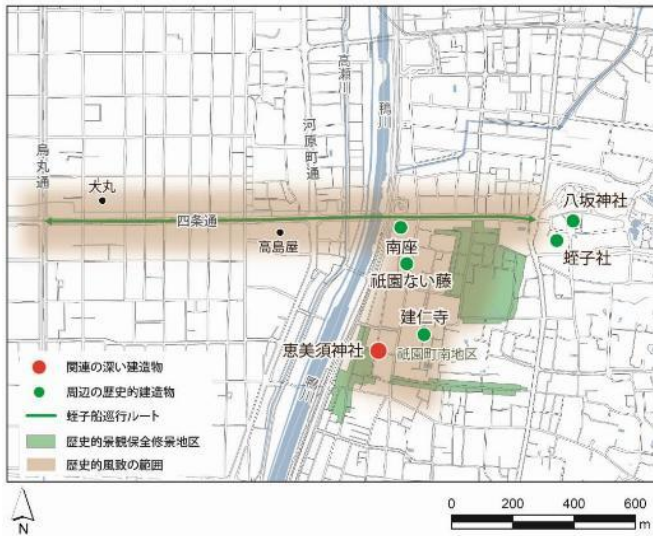 高瀬川
鴨川
河原町通
烏丸通
大丸
四条通
高島屋
八坂神社
蛭子社
南座
祇園ない藤
建仁寺
恵美須神社
祇園町南地区
鴨川
関連の深い建造物
周辺の歴史的建造物
蛭子船巡行ルート
歴史的景観保全修景地区
歴史的風致の範囲
N
0 200 400 600
m